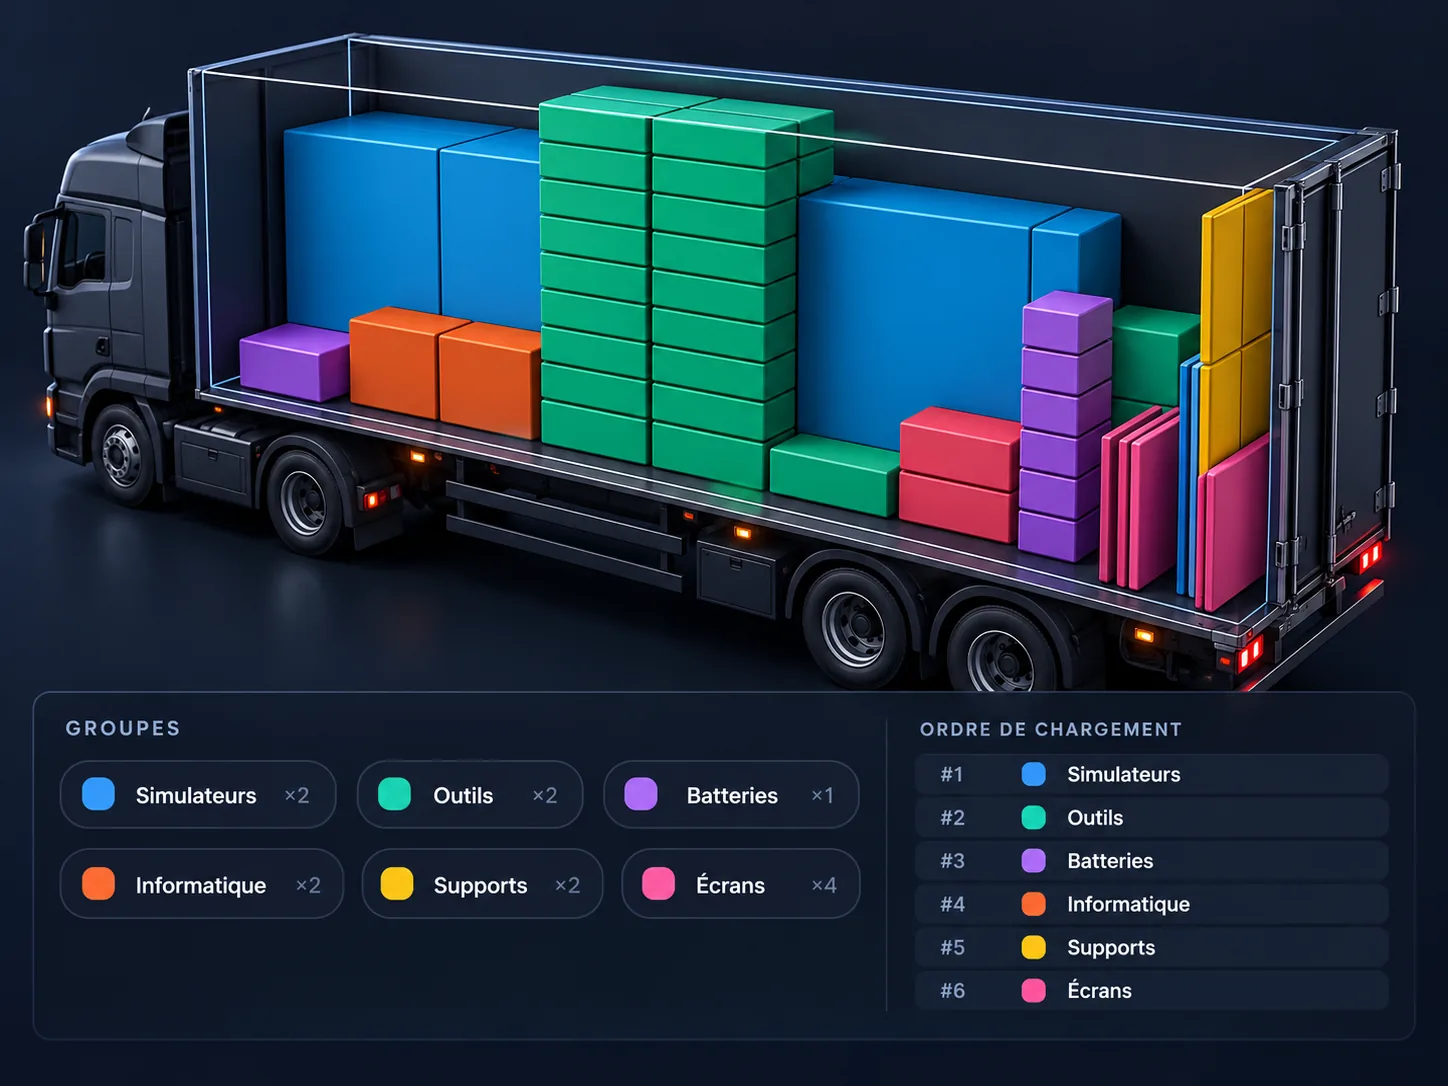 GROUPES
Simulateurs ×2
Outils ×2
Batteries ×1
Informatique ×2
Supports ×2
Écrans ×4
ORDRE DE CHARGEMENT
#1 Simulateurs
#2 Outils
#3 Batteries
#4 Informatique
#5 Supports
#6 Écrans